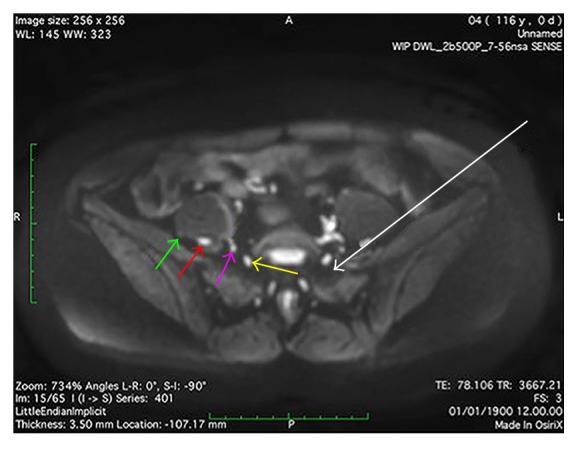 Image size: 256 x 256
WL: 145 WW: 323
A
04 ( 116 y , 0 d )
Unnamed
WIP DWI_2b500P_7-56nsa SENSE
R
L
Zoom: 734% Angles L-R: 0°, S-I: -90°
Im: 15/65 I (I -> S) Series: 401
LittleEndianImplicit
Thickness: 3.50 mm Location: -107.17 mm
P
TE: 78.106 TR: 3667.21
FS: 3
01/01/1900 12.00.00
Made In OsiriX